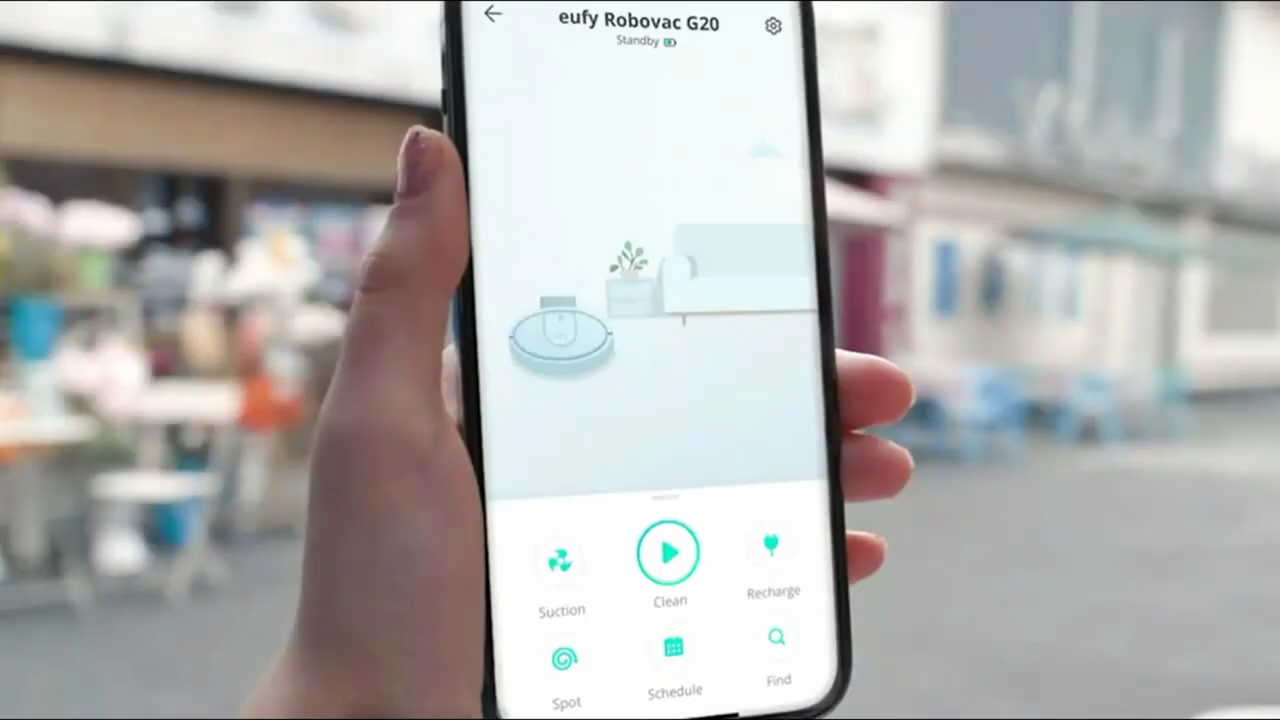 eufy Robovac G20
Standby
Suction
Clean
Recharge
Spot
Schedule
Find